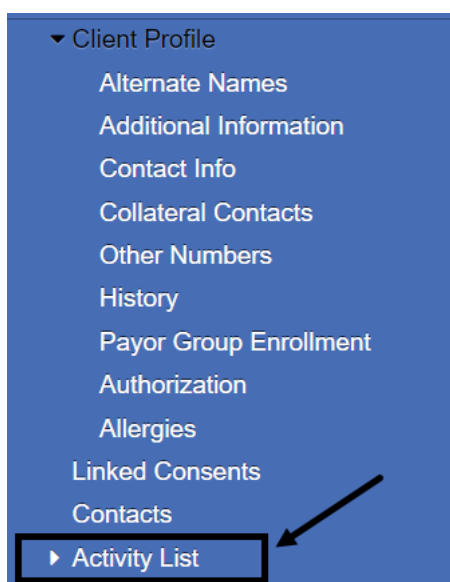 Client Profile
Alternate Names
Additional Information
Contact Info
Collateral Contacts
Other Numbers
History
Payor Group Enrollment
Authorization
Allergies
Linked Consents
Contacts
Activity List